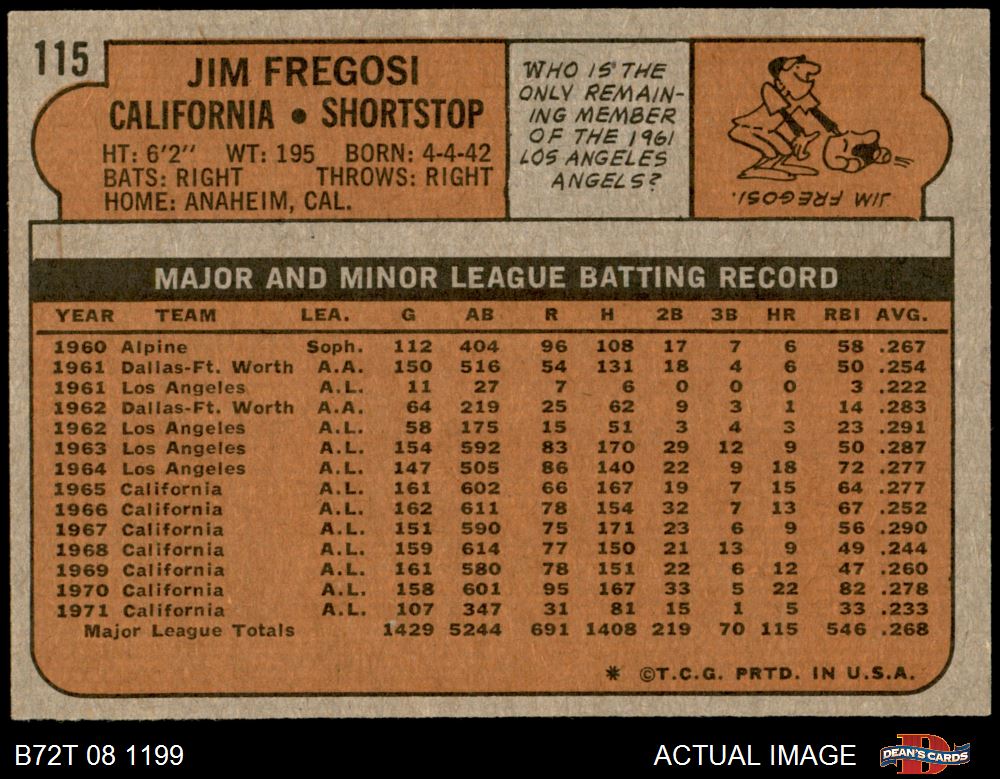 115
JIM FREGOSI
CALIFORNIA • SHORTSTOP
HT: 6'2" WT: 195 BORN: 4-4-42
BATS: RIGHT THROWS: RIGHT
HOME: ANAHEIM, CAL.
WHO IS THE
ONLY REMAIN-
ING MEMBER
OF THE 1961
LOS ANGELES
ANGELS?
JIM FREGOSI.
MAJOR AND MINOR LEAGUE BATTING RECORD
YEAR TEAM LEA. G AB R H 2B 3B HR RBI AVG.
1960 Alpine Soph. 112 404 96 108 17 7 6 58 .267
1961 Dallas-Ft. Worth A.A. 150 516 54 131 18 4 6 50 .254
1961 Los Angeles A.L. 11 27 7 6 0 0 0 3 .222
1962 Dallas-Ft. Worth A.A. 64 219 25 62 9 3 1 14 .283
1962 Los Angeles A.L. 58 175 15 51 3 4 3 23 .291
1963 Los Angeles A.L. 154 592 83 170 29 12 9 50 .287
1964 Los Angeles A.L. 147 505 86 140 22 9 18 72 .277
1965 California A.L. 161 602 66 167 19 7 15 64 .277
1966 California A.L. 162 611 78 154 32 7 13 67 .252
1967 California A.L. 151 590 75 171 23 6 9 56 .290
1968 California A.L. 159 614 77 150 21 13 9 49 .244
1969 California A.L. 161 580 78 151 22 6 12 47 .260
1970 California A.L. 158 601 95 167 33 5 22 82 .278
1971 California A.L. 107 347 31 81 15 1 5 33 .233
Major League Totals 1429 5244 691 1408 219 70 115 546 .268
* ©T.C.G. PRTD. IN U.S.A.
B72T 08 1199 ACTUAL IMAGE D DEAN'S CARDS